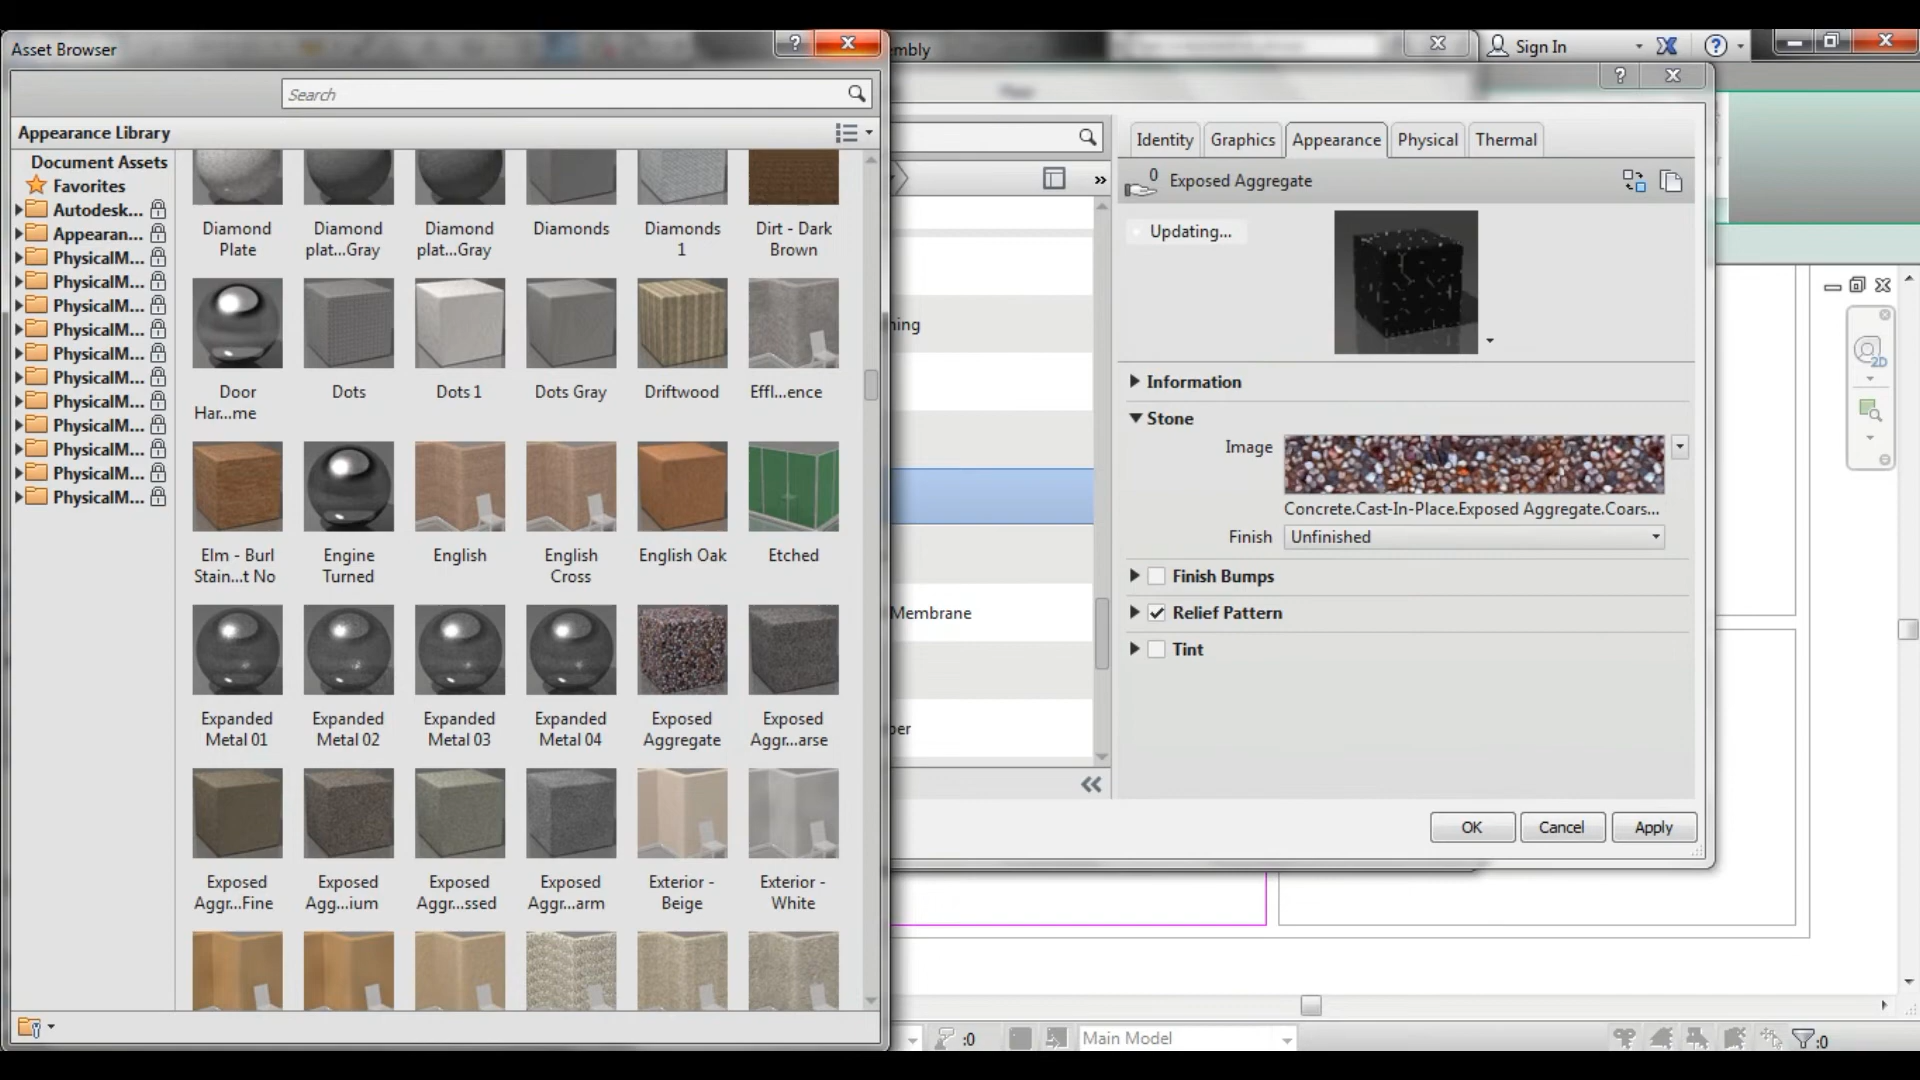 Asset Browser
?
mbly
Sign In
?
?
Search
Appearance Library
Document Assets
Favorites
Autodesk...
Appearan...
PhysicalM...
PhysicalM...
PhysicalM...
PhysicalM...
PhysicalM...
PhysicalM...
PhysicalM...
PhysicalM...
PhysicalM...
PhysicalM...
PhysicalM...
Diamond Plate
Diamond plat...Gray
Diamond plat...Gray
Diamonds
Diamonds 1
Dirt - Dark Brown
Door Har...me
Dots
Dots 1
Dots Gray
Driftwood
Effl...ence
Elm - Burl Stain...t No
Engine Turned
English
English Cross
English Oak
Etched
Expanded Metal 01
Expanded Metal 02
Expanded Metal 03
Expanded Metal 04
Exposed Aggregate
Exposed Aggr...arse
Exposed Aggr...Fine
Exposed Agg...ium
Exposed Aggr...ssed
Exposed Aggr...arm
Exterior - Beige
Exterior - White
»
ing
Membrane
per
Identity
Graphics
Appearance
Physical
Thermal
0
Exposed Aggregate
Updating...
Information
Stone
Image
Concrete.Cast-In-Place.Exposed Aggregate.Coars...
Finish
Unfinished
Finish Bumps
Relief Pattern
Tint
OK
Cancel
Apply
2D
:0
Main Model
:0